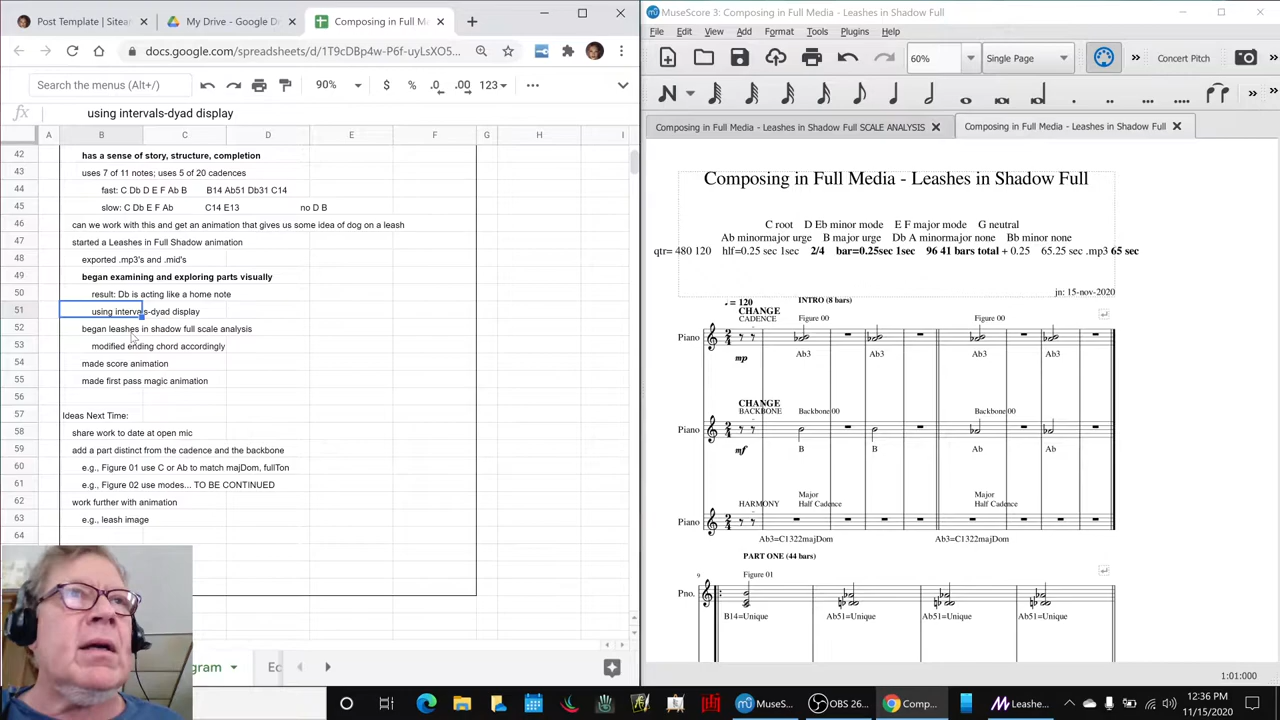 Post Template | Sitear
My Drive - Google D
Composing in Full M
docs.google.com/spreadsheets/d/1T9cDBp4w-P6f-uyLsXO5...
Search the menus (Alt+/)
90%
$ % .0 .00 123
using intervals-dyad display
A B C D E F G H I
42 has a sense of story, structure, completion
43 uses 7 of 11 notes; uses 5 of 20 cadences
44 fast: C Db D E F Ab B B14 Ab51 Db31 C14
45 slow: C Db E F Ab C14 E13 no D B
46 can we work with this and get an animation that gives us some idea of dog on a leash
47 started a Leashes in Full Shadow animation
48 exported .mp3's and .mid's
49 began examining and exploring parts visually
50 result: Db is acting like a home note
51 using intervals-dyad display
52 began leashes in shadow full scale analysis
53 modified ending chord accordingly
54 made score animation
55 made first pass magic animation
56
57 Ideas Next Time:
58 share work to date at open mic
59 add a part distinct from the cadence and the backbone
60 e.g., Figure 01 use C or Ab to match majDom, fullTon
61 e.g., Figure 02 use modes... TO BE CONTINUED
62 work further with animation
63 e.g., leash image
64
gram Ec
MuseScore 3: Composing in Full Media - Leashes in Shadow Full
File Edit View Add Format Tools Plugins Help
60% Single Page Concert Pitch
Composing in Full Media - Leashes in Shadow Full SCALE ANALYSIS
Composing in Full Media - Leashes in Shadow Full
Composing in Full Media - Leashes in Shadow Full
C root D Eb minor mode E F major mode G neutral
Ab minormajor urge B major urge Db A minormajor none Bb minor none
qtr= 480 120 hlf=0.25 sec 1sec 2/4 bar=0.25sec 1sec 96 41 bars total + 0.25 65.25 sec .mp3 65 sec
jn: 15-nov-2020
= 120 INTRO (8 bars)
CHANGE
CADENCE Figure 00 Figure 00
Piano
mp Ab3 Ab3 Ab3 Ab3
CHANGE
BACKBONE Backbone 00 Backbone 00
Piano
mf B B Ab Ab
Major Major
HARMONY Half Cadence Half Cadence
Piano
Ab3=C1322majDom Ab3=C1322majDom
PART ONE (44 bars)
9 Figure 01
Pno.
B14=Unique Ab51=Unique Ab51=Unique Ab51=Unique
1:01:000
MuseS... OBS 26... Comp... Leashe...
12:36 PM
11/15/2020